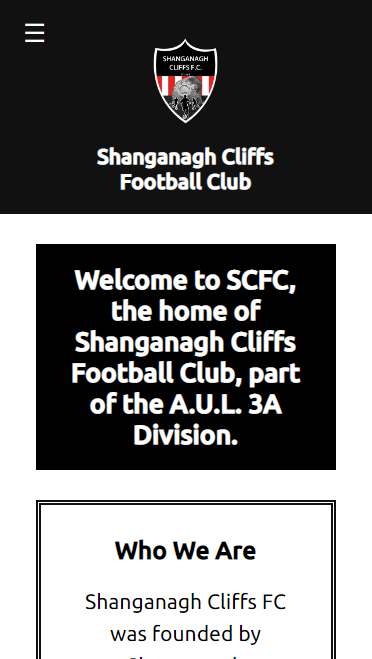 ☰
SHANGANAGH
CLIFFS F.C.
Shanganagh Cliffs
Football Club
Welcome to SCFC,
the home of
Shanganagh Cliffs
Football Club, part
of the A.U.L. 3A
Division.
Who We Are
Shanganagh Cliffs FC
was founded by